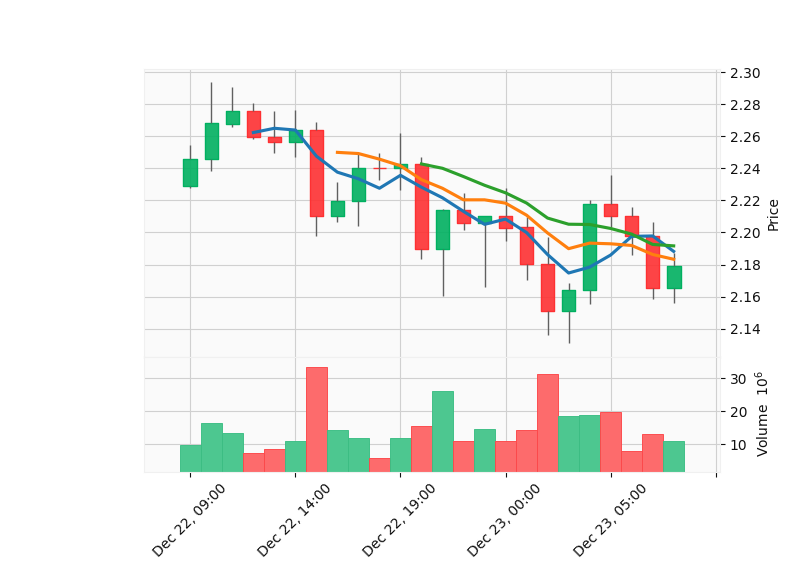 2.30
2.28
2.26
2.24
2.22
2.20
2.18
2.16
2.14
Price
30
20
10
Volume 10⁶
Dec 22, 09:00
Dec 22, 14:00
Dec 22, 19:00
Dec 23, 00:00
Dec 23, 05:00